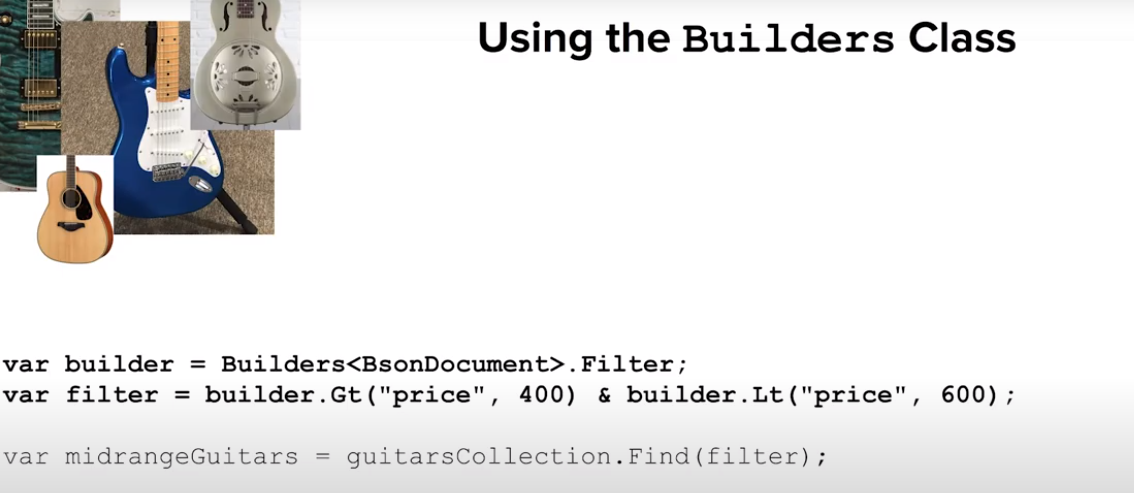 Using the Builders Class
var builder = Builders<BsonDocument>.Filter;
var filter = builder.Gt("price", 400) & builder.Lt("price", 600);
var midrangeGuitars = guitarsCollection.Find(filter);